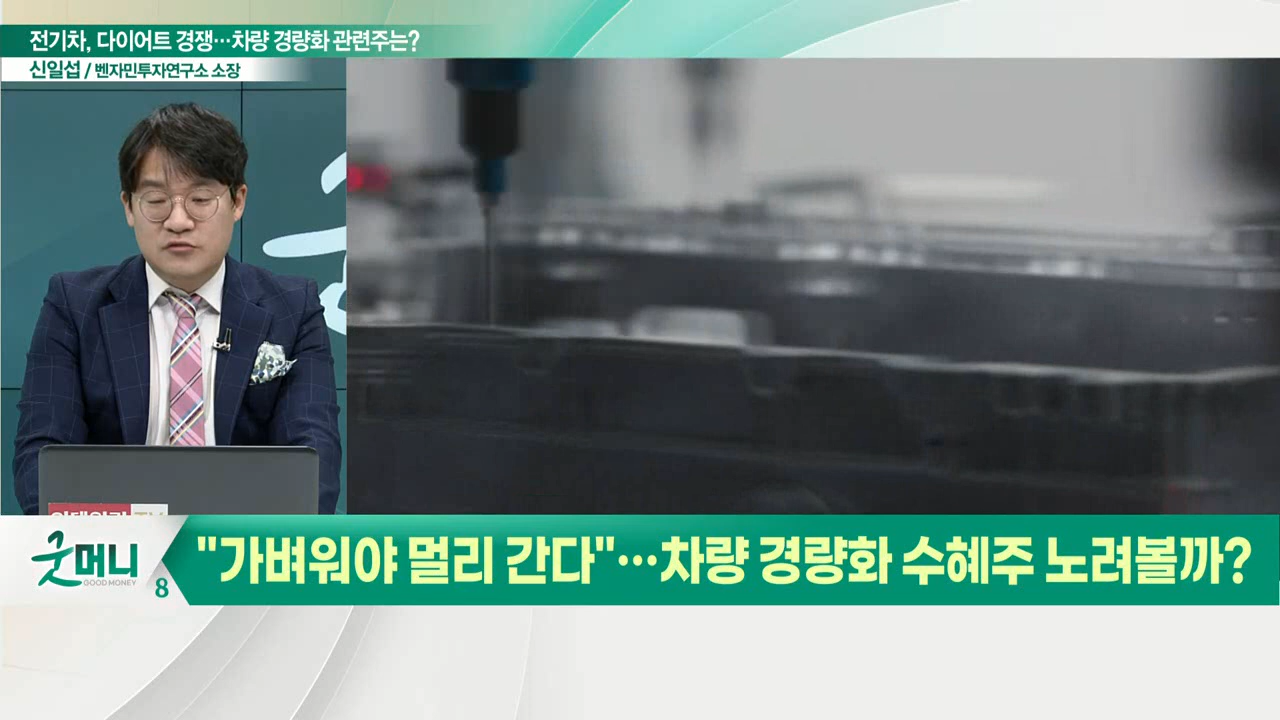 전기차, 다이어트 경쟁…차량 경량화 관련주는?
신일섭 / 벤자민투자연구소 소장
굿머니
GOOD MONEY
8
"가벼워야 멀리 간다"…차량 경량화 수혜주 노려볼까?